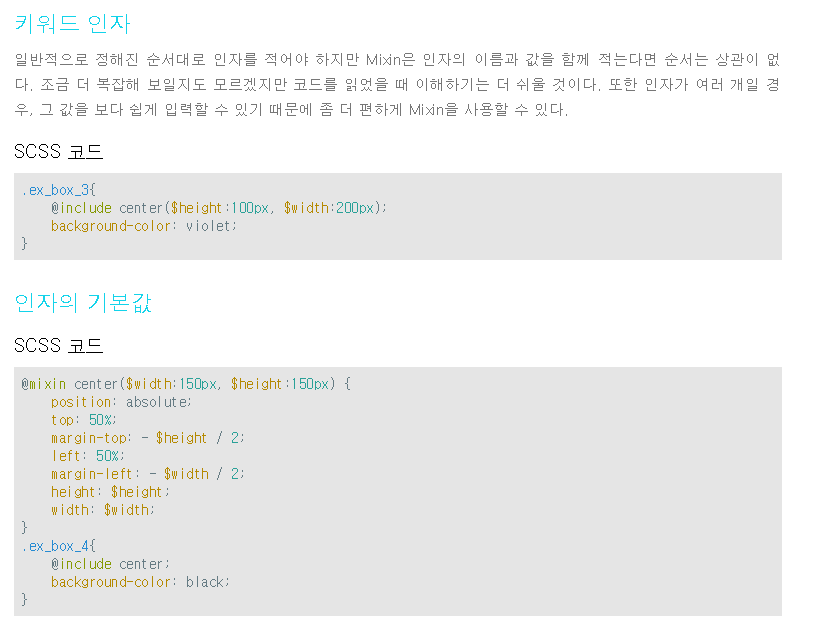 키워드 인자
일반적으로 정해진 순서대로 인자를 적어야 하지만 Mixin은 인자의 이름과 값을 함께 적는다면 순서는 상관이 없
다. 조금 더 복잡해 보일지도 모르겠지만 코드를 읽었을 때 이해하기는 더 쉬울 것이다. 또한 인자가 여러 개일 경
우, 그 값을 보다 쉽게 입력할 수 있기 때문에 좀 더 편하게 Mixin을 사용할 수 있다.
SCSS 코드
.ex_box_3{
    @include center($height:100px, $width:200px);
    background-color: violet;
}
인자의 기본값
SCSS 코드
@mixin center($width:150px, $height:150px) {
    position: absolute;
    top: 50%;
    margin-top: - $height / 2;
    left: 50%;
    margin-left: - $width / 2;
    height: $height;
    width: $width;
}
.ex_box_4{
    @include center;
    background-color: black;
}